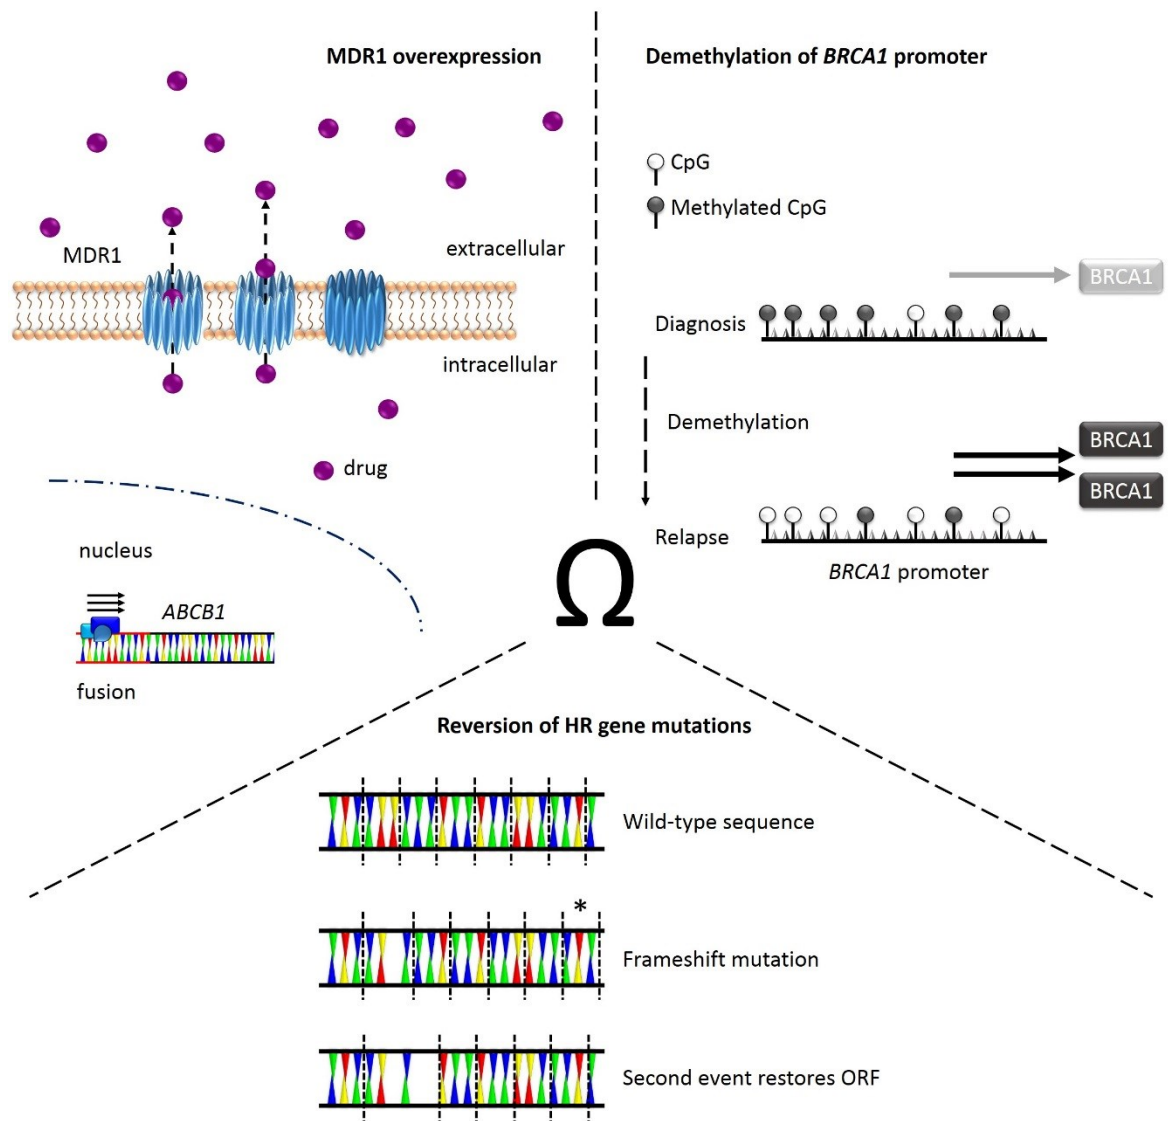 MDR1 overexpression
MDR1
extracellular
intracellular
drug
nucleus
ABCB1
fusion
Demethylation of BRCA1 promoter
CpG
Methylated CpG
BRCA1
Diagnosis
Demethylation
BRCA1
BRCA1
Relapse
BRCA1 promoter
Ω
Reversion of HR gene mutations
Wild-type sequence
*
Frameshift mutation
Second event restores ORF